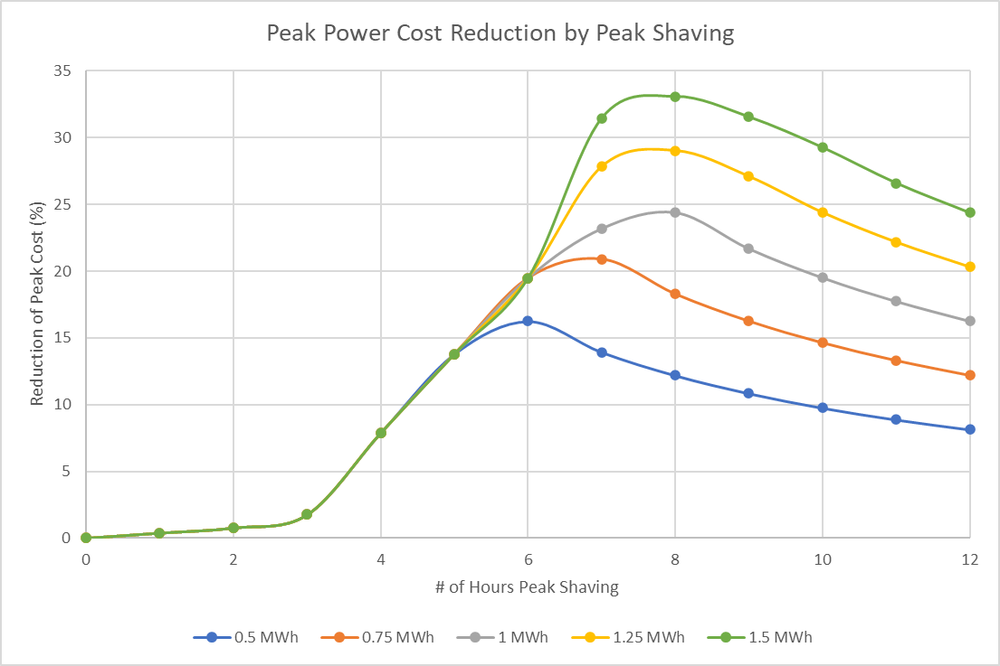 Peak Power Cost Reduction by Peak Shaving
Reduction of Peak Cost (%)
35
30
25
20
15
10
5
0
0 2 4 6 8 10 12
# of Hours Peak Shaving
0.5 MWh 0.75 MWh 1 MWh 1.25 MWh 1.5 MWh